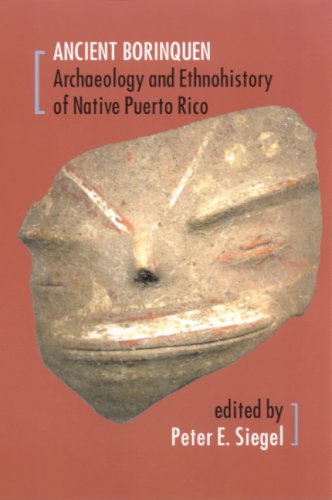 ANCIENT BORINQUEN
Archaeology and Ethnohistory
of Native Puerto Rico
edited by
Peter E. Siegel